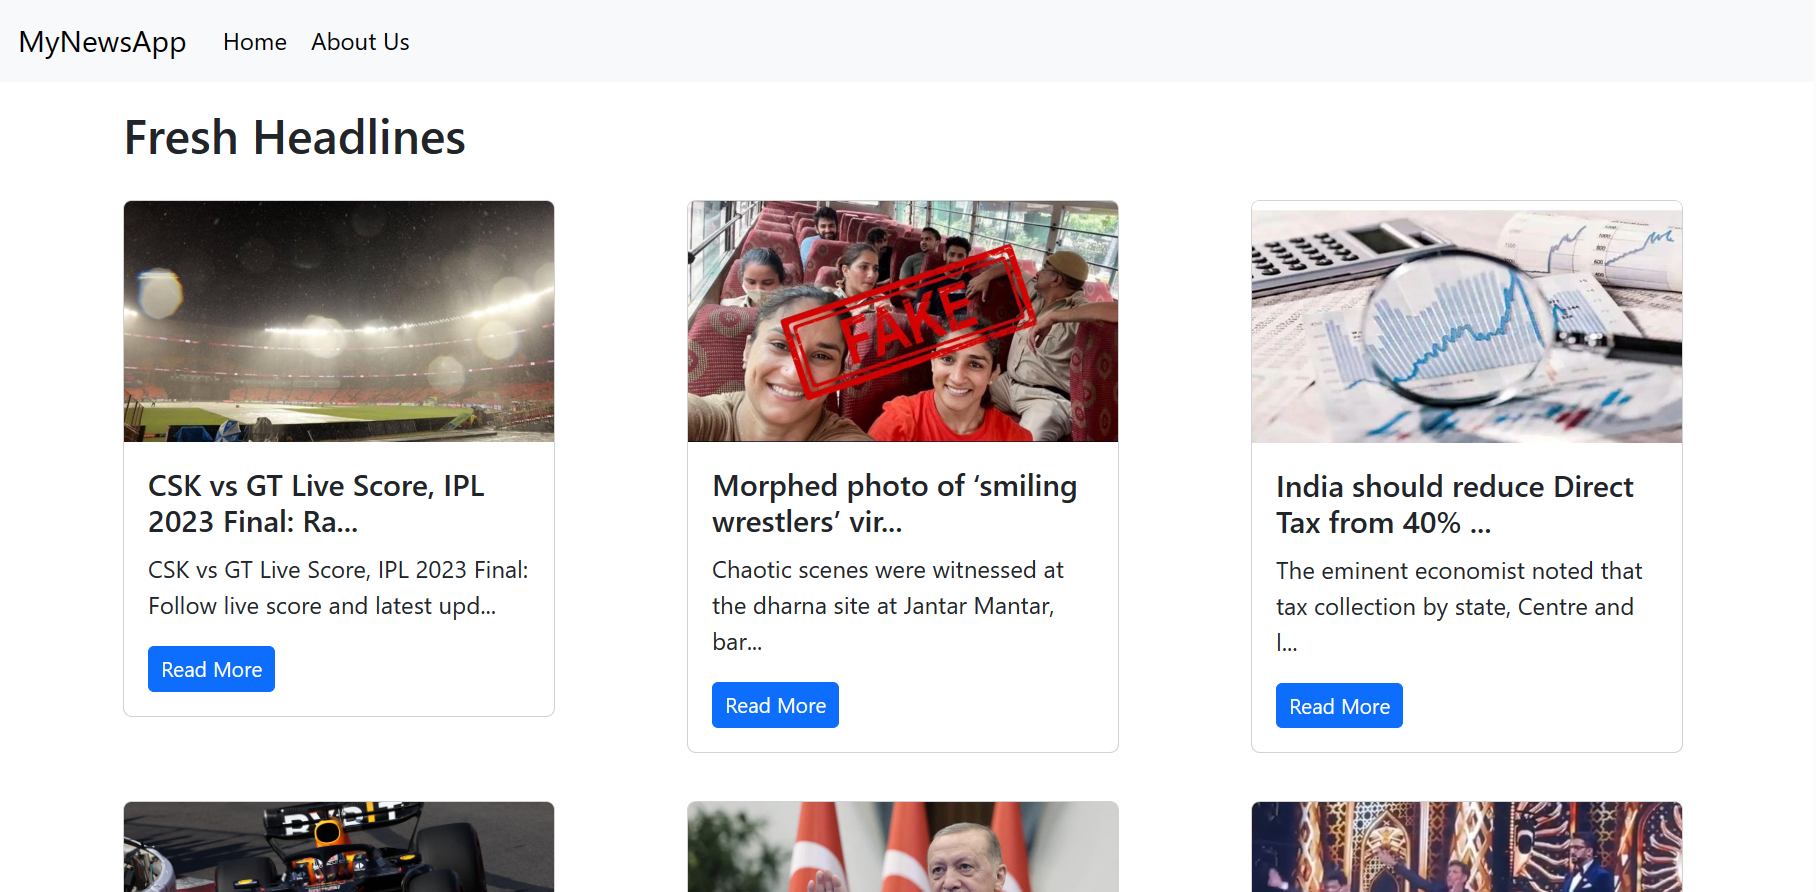 MyNewsApp Home About Us
Fresh Headlines
FAKE
CSK vs GT Live Score, IPL
2023 Final: Ra...
CSK vs GT Live Score, IPL 2023 Final:
Follow live score and latest upd...
Read More
Morphed photo of ‘smiling
wrestlers’ vir...
Chaotic scenes were witnessed at
the dharna site at Jantar Mantar,
bar...
Read More
India should reduce Direct
Tax from 40% ...
The eminent economist noted that
tax collection by state, Centre and
l...
Read More